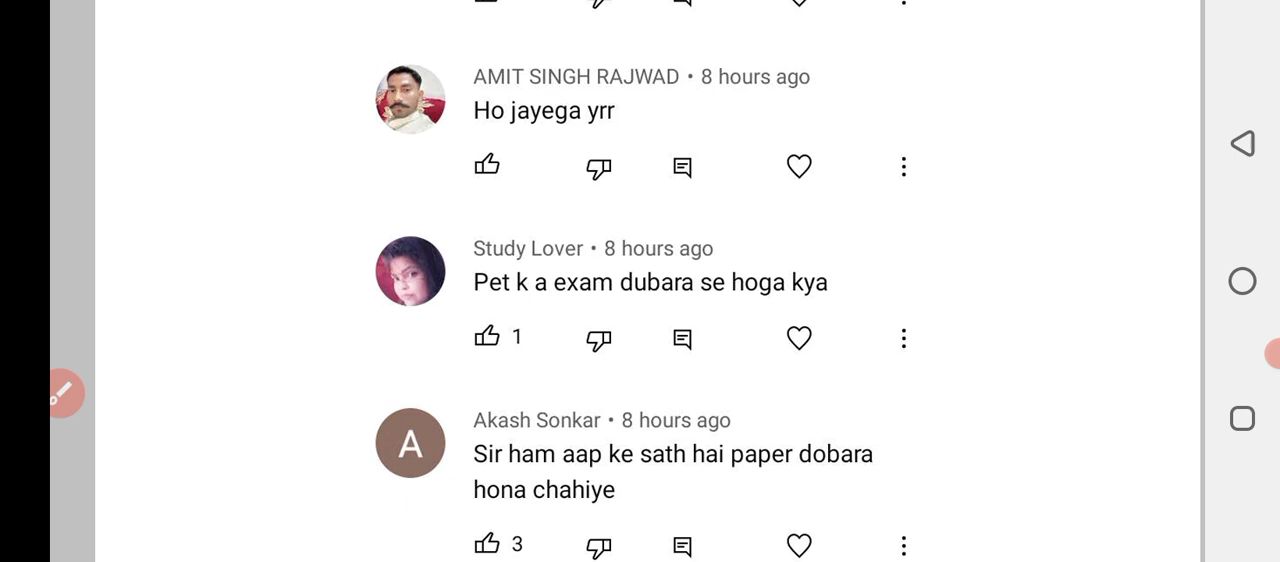 AMIT SINGH RAJWAD • 8 hours ago
Ho jayega yrr
Study Lover • 8 hours ago
Pet k a exam dubara se hoga kya
1
A
Akash Sonkar • 8 hours ago
Sir ham aap ke sath hai paper dobara
hona chahiye
3